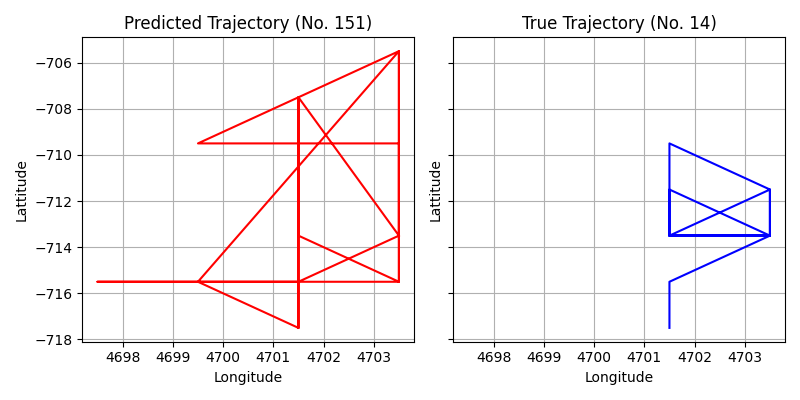 Predicted Trajectory (No. 151)
True Trajectory (No. 14)
−706
−708
−710
−712
−714
−716
−718
Lattitude
Lattitude
4698 4699 4700 4701 4702 4703
4698 4699 4700 4701 4702 4703
Longitude
Longitude